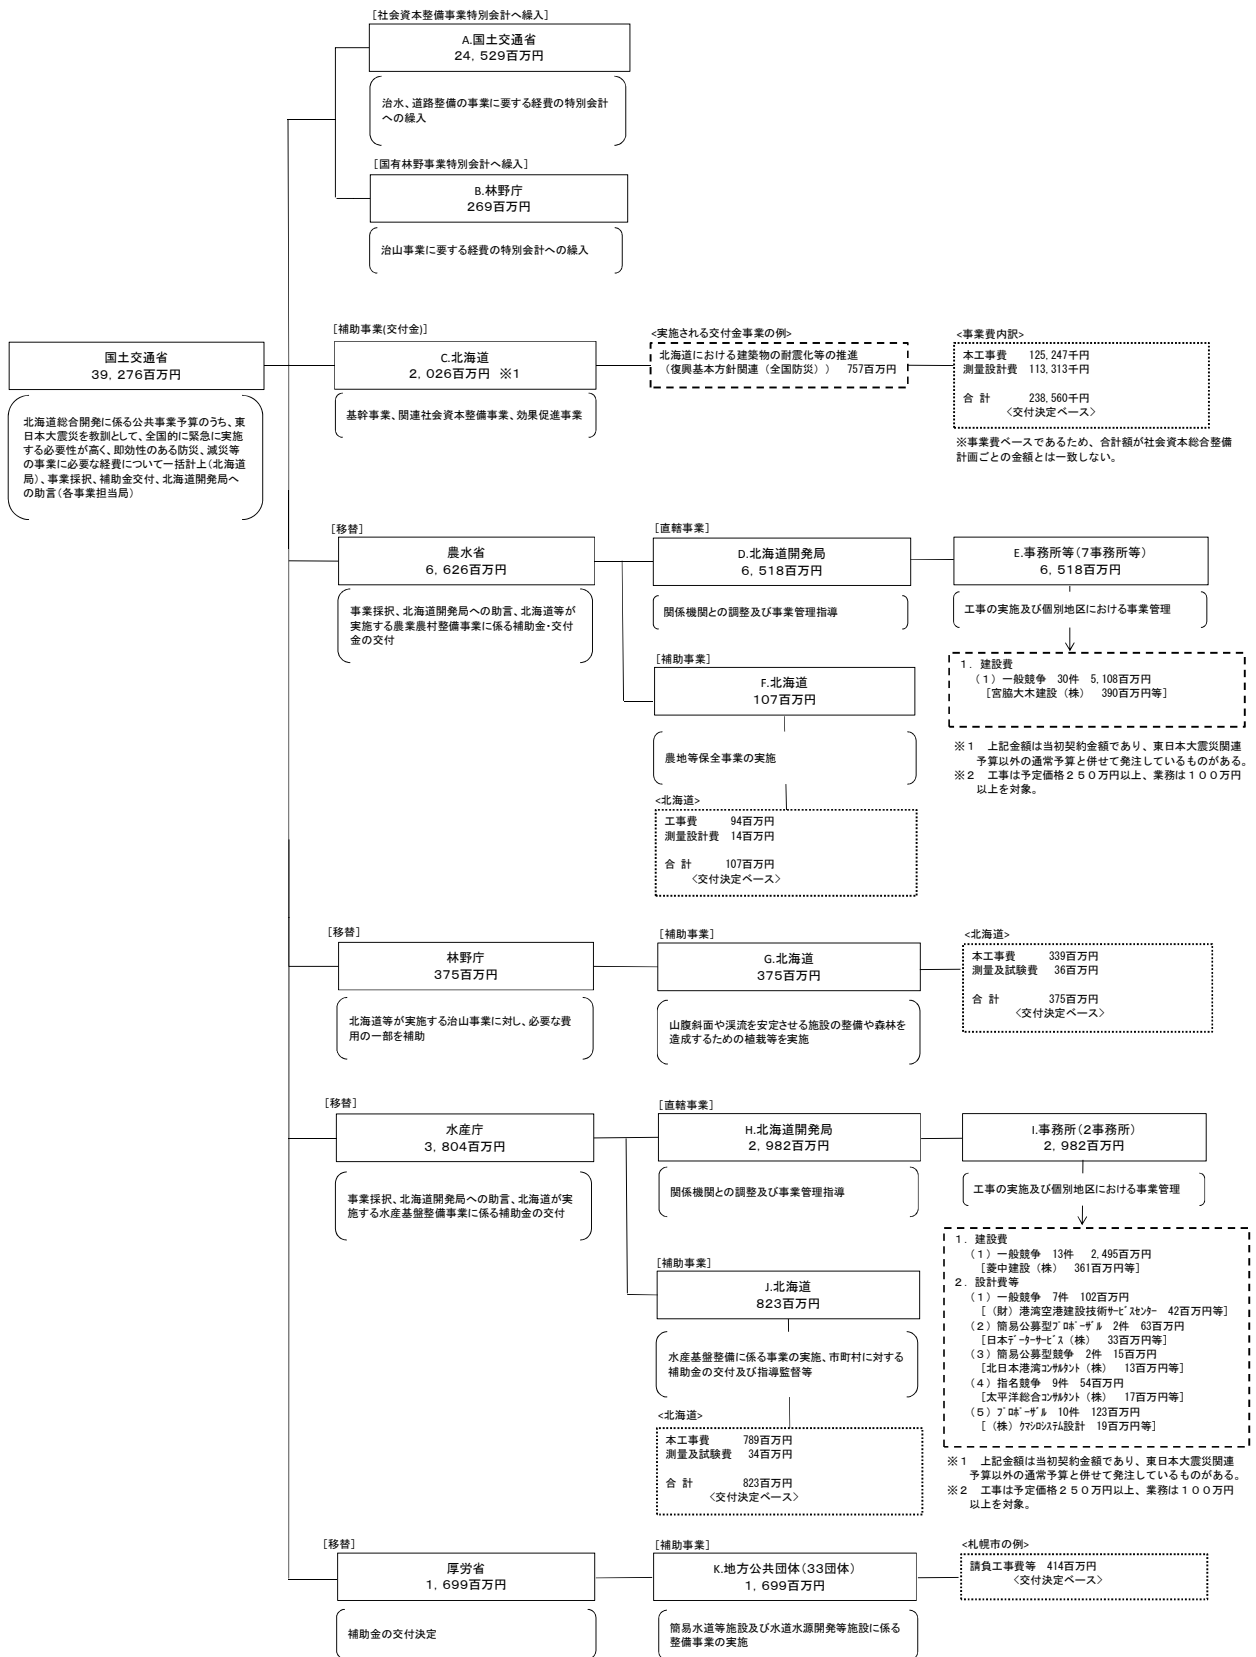 [社会資本整備事業特別会計へ繰入]
A.国土交通省
24，529百万円
治水、道路整備の事業に要する経費の特別会計
への繰入
[国有林野事業特別会計へ繰入]
B.林野庁
269百万円
治山事業に要する経費の特別会計への繰入
国土交通省
39，276百万円
北海道総合開発に係る公共事業予算のうち、東
日本大震災を教訓として、全国的に緊急に実施
する必要性が高く、即効性のある防災、減災等
の事業に必要な経費について一括計上（北海道
局）、事業採択、補助金交付、北海道開発局へ
の助言（各事業担当局）
[補助事業(交付金)]
C.北海道
2，026百万円　※1
基幹事業、関連社会資本整備事業、効果促進事業
<実施される交付金事業の例>
北海道における建築物の耐震化等の推進
（復興基本方針関連（全国防災））　757百万円
<事業費内訳>
本工事費　125,247千円
測量設計費　113,313千円
合 計　238,560千円
<交付決定ベース>
※事業費ベースであるため、合計額が社会資本総合整備
計画ごとの金額とは一致しない。
[移替]
農水省
6，626百万円
事業採択、北海道開発局への助言、北海道等が
実施する農業農村整備事業に係る補助金・交付
金の交付
[直轄事業]
D.北海道開発局
6，518百万円
関係機関との調整及び事業管理指導
E.事務所等（7事務所等）
6，518百万円
工事の実施及び個別地区における事業管理
1．建設費
（1）一般競争　30件　5,108百万円
[宮脇大木建設（株）　390百万円等]
※１　上記金額は当初契約金額であり、東日本大震災関連
予算以外の通常予算と併せて発注しているものがある。
※２　工事は予定価格２５０万円以上、業務は１００万円
以上を対象。
[補助事業]
F.北海道
107百万円
農地等保全事業の実施
<北海道>
工事費　94百万円
測量設計費　14百万円
合 計　107百万円
<交付決定ベース>
[移替]
林野庁
375百万円
北海道等が実施する治山事業に対し、必要な費
用の一部を補助
[補助事業]
G.北海道
375百万円
山腹斜面や渓流を安定させる施設の整備や森林を
造成するための植栽等を実施
<北海道>
本工事費　339百万円
測量及試験費　36百万円
合 計　375百万円
<交付決定ベース>
[移替]
水産庁
3，804百万円
事業採択、北海道開発局への助言、北海道が実
施する水産基盤整備事業に係る補助金の交付
[直轄事業]
H.北海道開発局
2，982百万円
関係機関との調整及び事業管理指導
I.事務所（2事務所）
2，982百万円
工事の実施及び個別地区における事業管理
1．建設費
（1）一般競争　13件　2,495百万円
[菱中建設（株）　361百万円等]
2．設計費等
（1）一般競争　7件　102百万円
[（財）港湾空港建設技術ｻｰﾋﾞｽｾﾝﾀｰ　42百万円等]
（2）簡易公募型ﾌﾟﾛﾎﾟｰｻﾞﾙ　2件　63百万円
[日本ﾃﾞｰﾀｰｻｰﾋﾞｽ（株）　33百万円等]
（3）簡易公募型競争　2件　15百万円
[北日本港湾ｺﾝｻﾙﾀﾝﾄ（株）　13百万円等]
（4）指名競争　9件　54百万円
[太平洋総合ｺﾝｻﾙﾀﾝﾄ（株）　17百万円等]
（5）ﾌﾟﾛﾎﾟｰｻﾞﾙ　10件　123百万円
[（株）ｸﾏｼﾛｼｽﾃﾑ設計　19百万円等]
※１　上記金額は当初契約金額であり、東日本大震災関連
予算以外の通常予算と併せて発注しているものがある。
※２　工事は予定価格２５０万円以上、業務は１００万円
以上を対象。
[補助事業]
J.北海道
823百万円
水産基盤整備に係る事業の実施、市町村に対する
補助金の交付及び指導監督等
<北海道>
本工事費　789百万円
測量及試験費　34百万円
合 計　823百万円
<交付決定ベース>
[移替]
厚労省
1，699百万円
補助金の交付決定
[補助事業]
K.地方公共団体（33団体）
1，699百万円
簡易水道等施設及び水道水源開発等施設に係る
整備事業の実施
<札幌市の例>
請負工事費等　414百万円
<交付決定ベース>